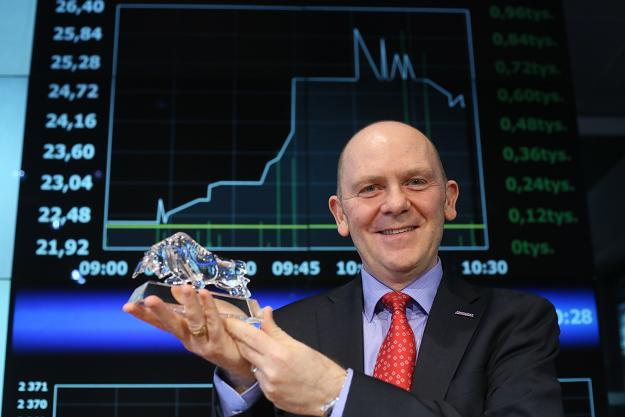 26,40
25,84
25,28
24,72
24,16
23,60
23,04
22,48
21,92
0,96tys.
0,84tys.
0,72tys.
0,60tys.
0,48tys.
0,36tys.
0,24tys.
0,12tys.
0tys.
09:00 09:45 10:30
0:28
2 371
2 370